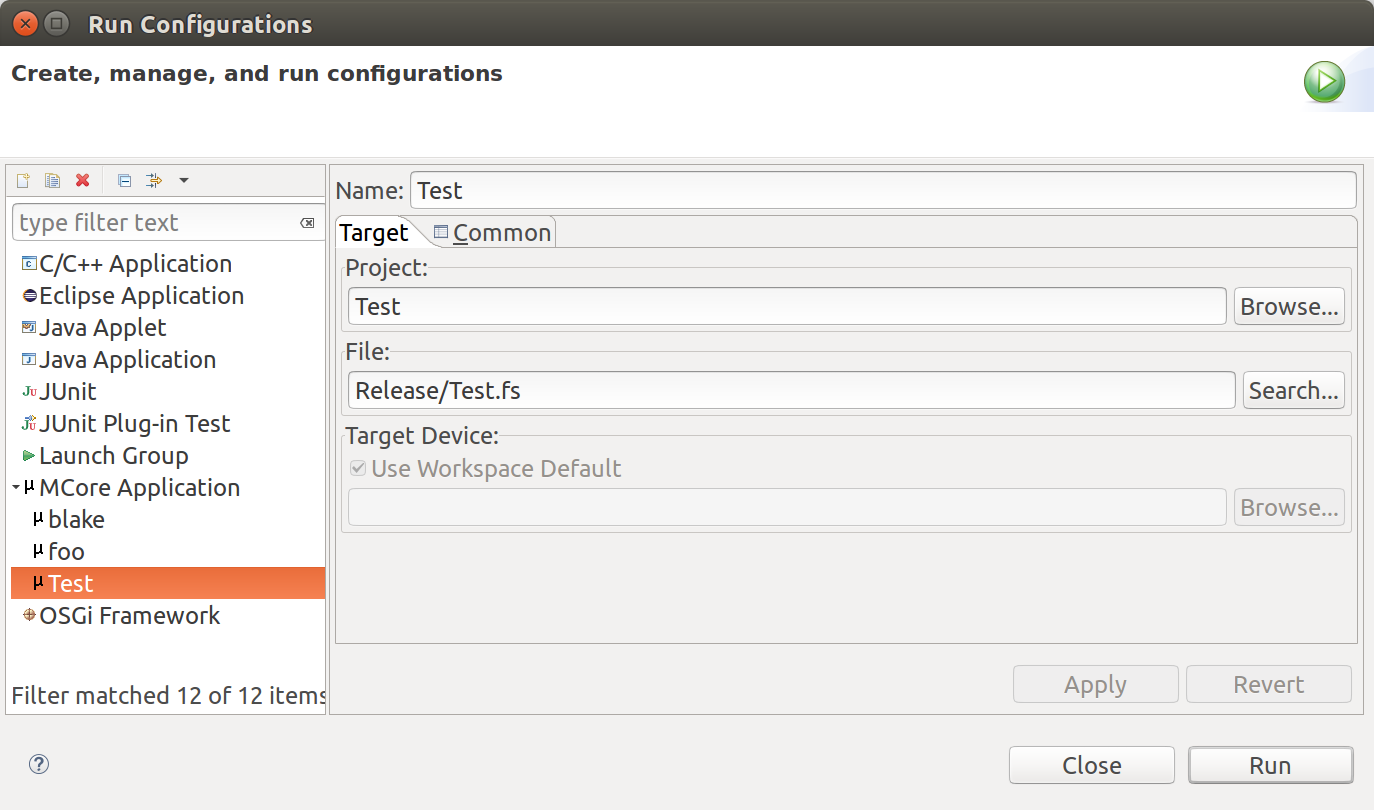 Run Configurations
Create, manage, and run configurations
type filter text
C/C++ Application
Eclipse Application
Java Applet
Java Application
JUnit
JUnit Plug-in Test
Launch Group
µ MCore Application
µ blake
µ foo
µ Test
OSGi Framework
Filter matched 12 of 12 items
Name: Test
Target Common
Project:
Test Browse...
File:
Release/Test.fs Search...
Target Device:
Use Workspace Default
Browse...
Apply Revert
? Close Run